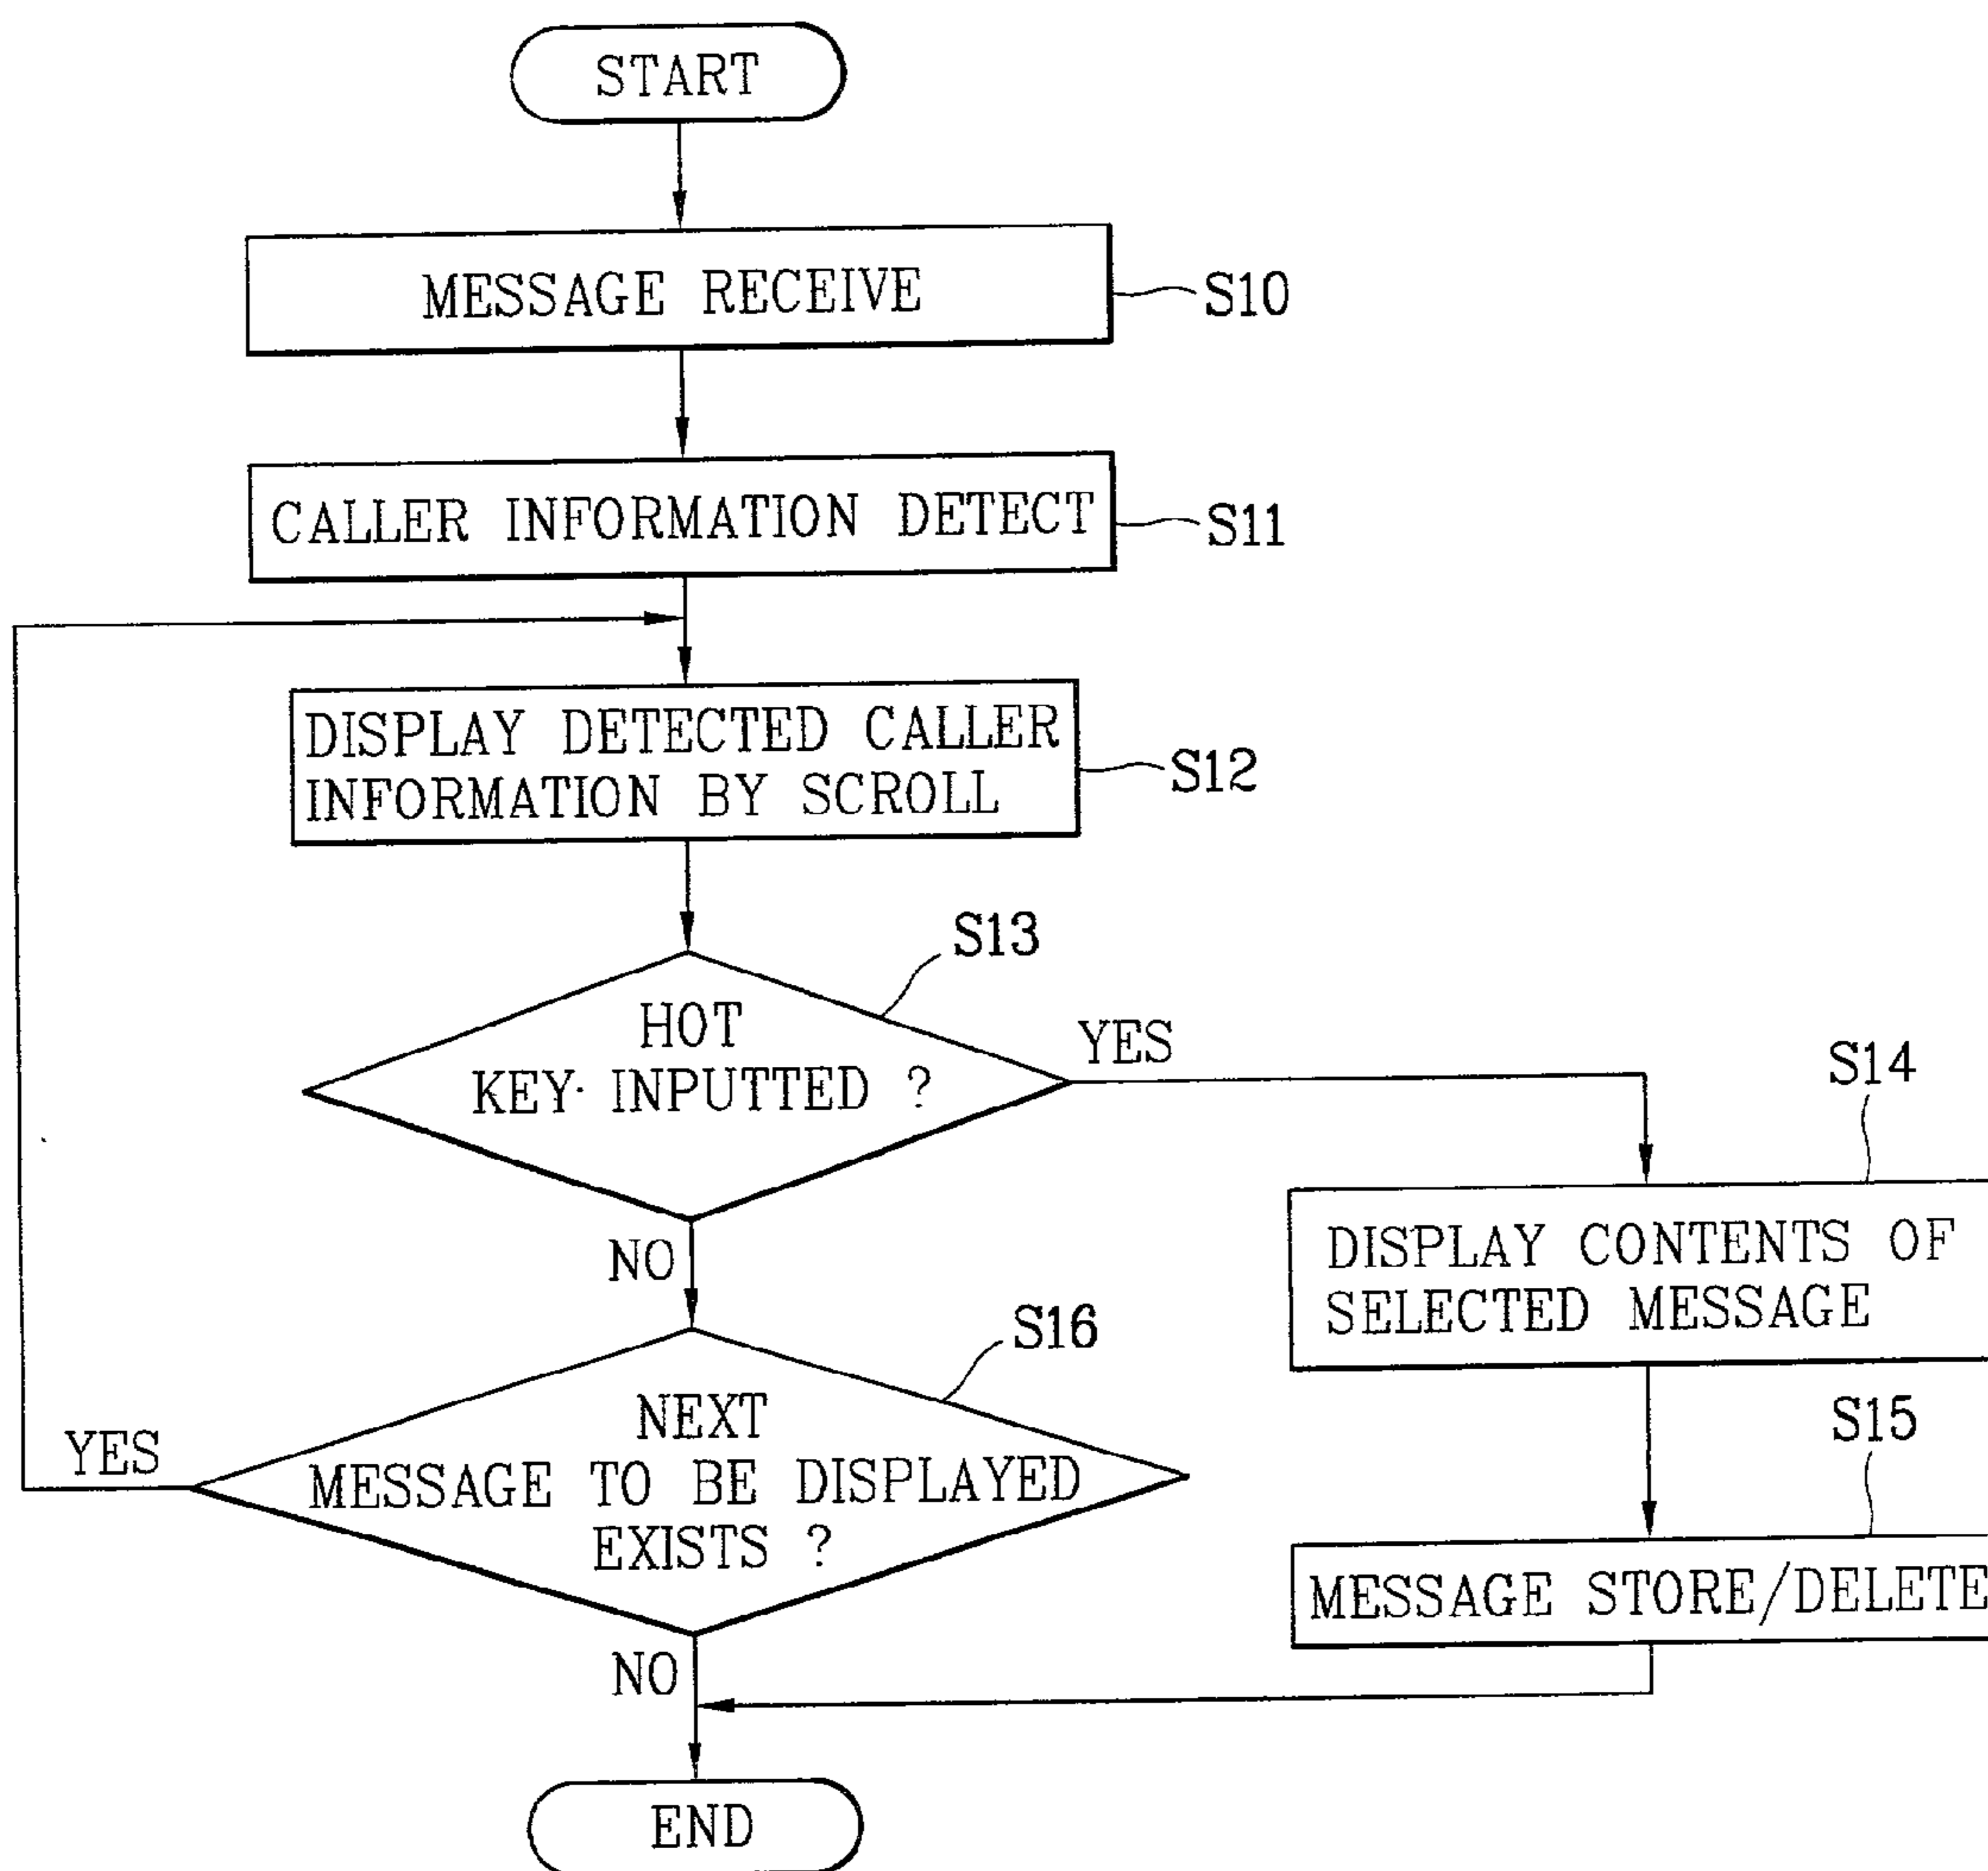 START
MESSAGE RECEIVE
S10
CALLER INFORMATION DETECT
S11
DISPLAY DETECTED CALLER
INFORMATION BY SCROLL
S12
S13
HOT
KEY INPUTTED ?
YES
NO
S14
DISPLAY CONTENTS OF
SELECTED MESSAGE
S16
NEXT
MESSAGE TO BE DISPLAYED
EXISTS ?
YES
NO
S15
MESSAGE STORE/DELETE
END